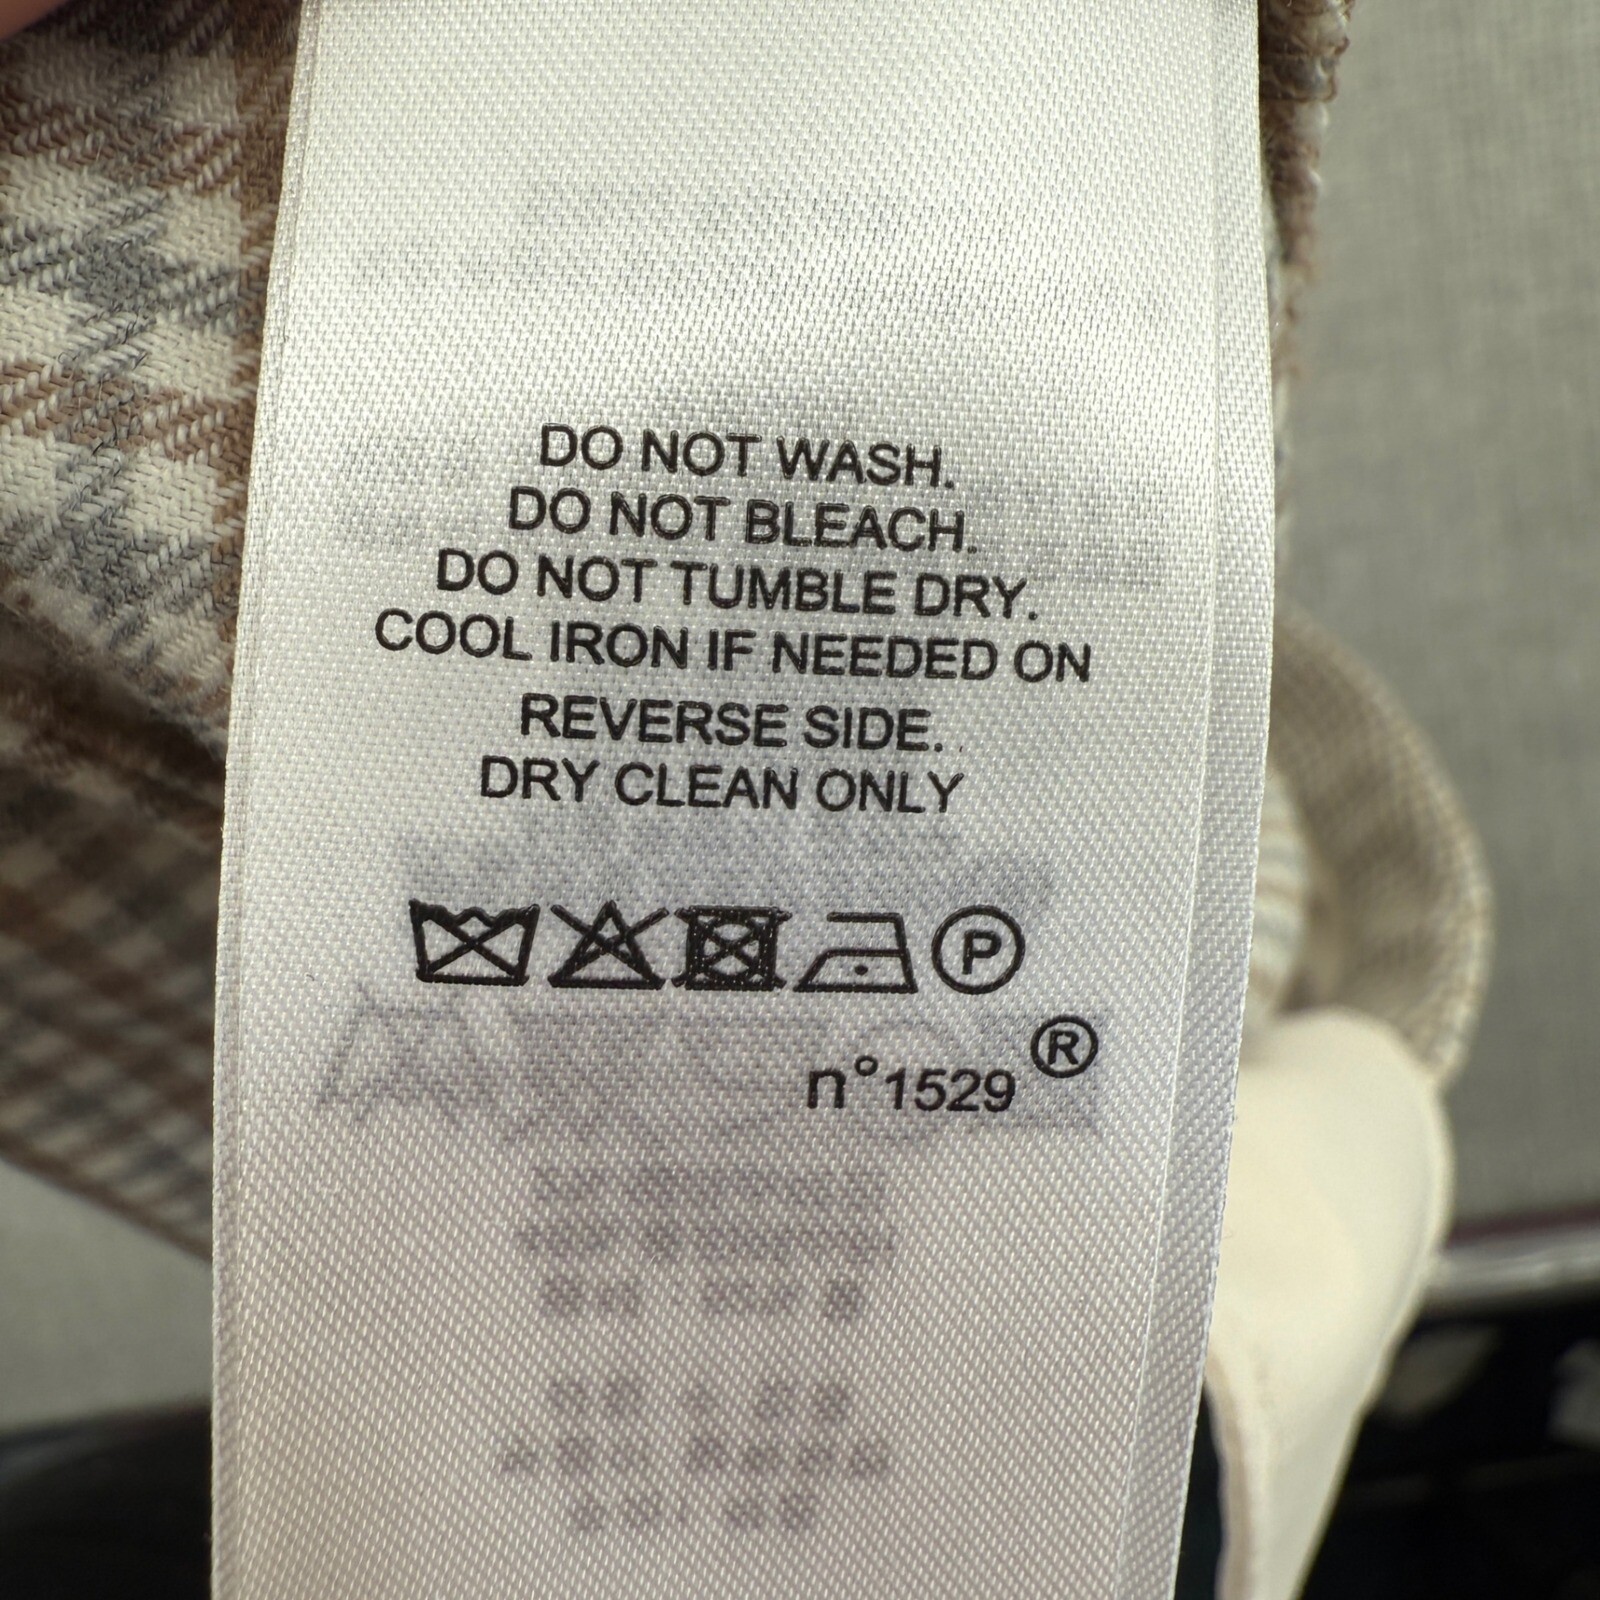 DO NOT WASH.
DO NOT BLEACH.
DO NOT TUMBLE DRY.
COOL IRON IF NEEDED ON
REVERSE SIDE.
DRY CLEAN ONLY
P
n°1529 ®